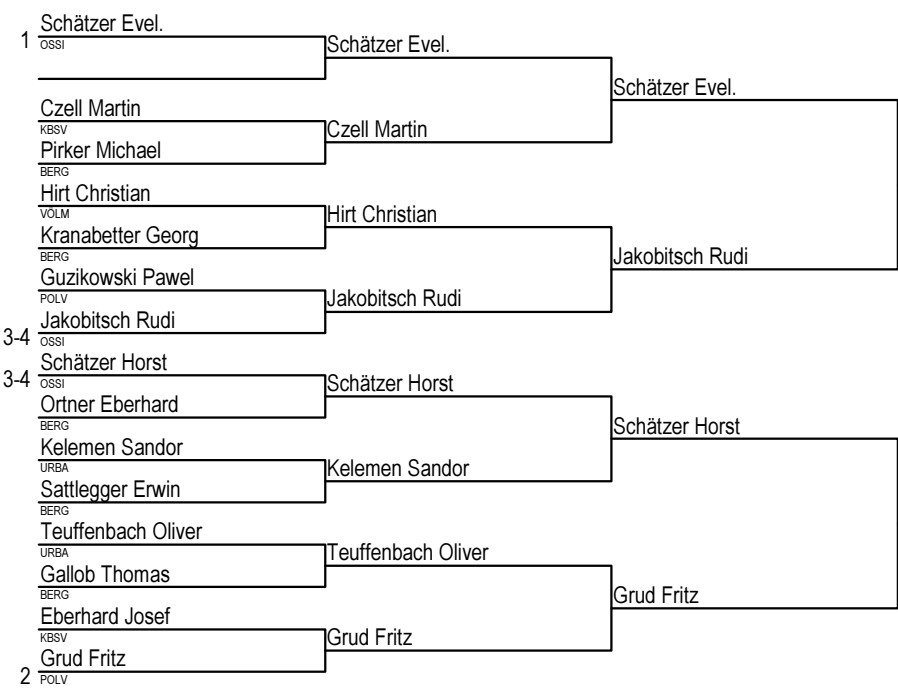 Schätzer Evel.
1 OSSI
Schätzer Evel.
Schätzer Evel.
Czell Martin
KBSV
Czell Martin
Pirker Michael
BERG
Hirt Christian
VÖLM
Hirt Christian
Kranabetter Georg
BERG
Jakobitsch Rudi
Guzikowski Pawel
POLV
Jakobitsch Rudi
Jakobitsch Rudi
3-4 OSSI
Schätzer Horst
3-4 OSSI
Schätzer Horst
Ortner Eberhard
BERG
Schätzer Horst
Kelemen Sandor
URBA
Kelemen Sandor
Sattlegger Erwin
BERG
Teuffenbach Oliver
URBA
Teuffenbach Oliver
Gallob Thomas
BERG
Grud Fritz
Eberhard Josef
KBSV
Grud Fritz
Grud Fritz
2 POLV